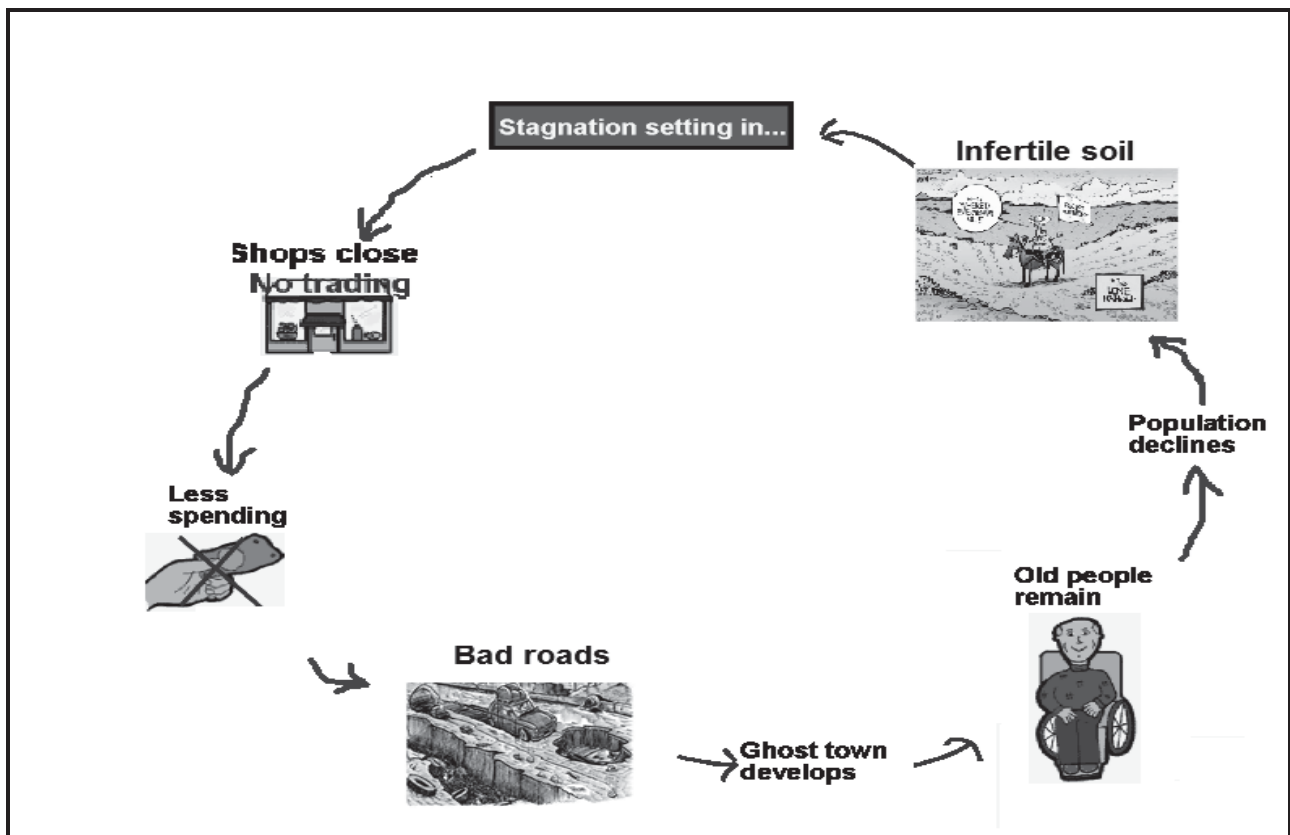 Stagnation setting in...
Infertile soil
Shops close
No trading
Less
spending
Bad roads
Ghost town
develops
Old people
remain
Population
declines